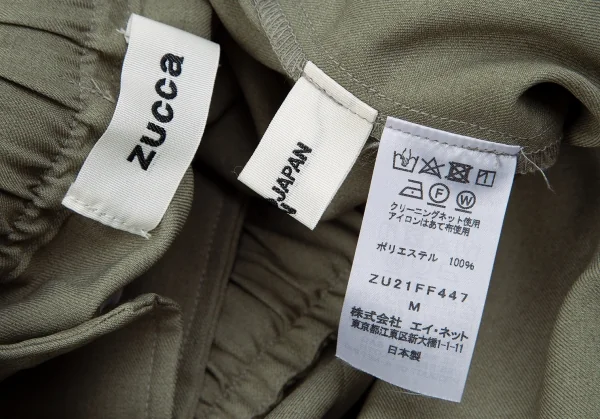 zucca
JAPAN
クリーニングネット使用
アイロンはあて布使用
ポリエステル 100%
ZU21FF447
M
株式会社 エイ・ネット
東京都江東区新大橋1-1-11
日本製